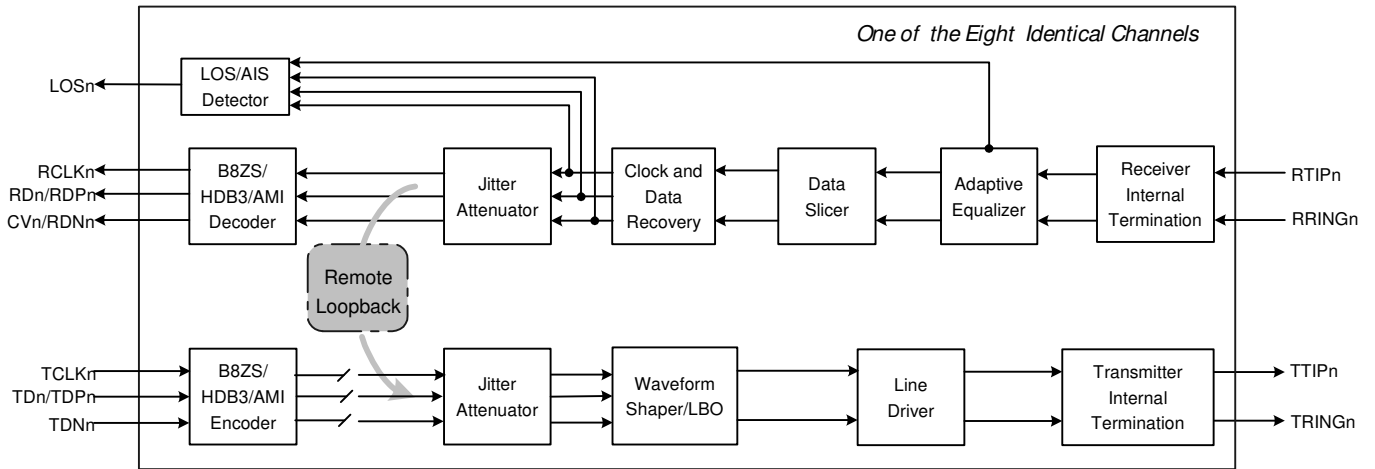 One of the Eight Identical Channels
LOSn
LOS/AIS
Detector
RCLKn
RDn/RDPn
CVn/RDNn
B8ZS/
HDB3/AMI
Decoder
Jitter
Attenuator
Clock and
Data
Recovery
Data
Slicer
Adaptive
Equalizer
Receiver
Internal
Termination
RTIPn
RRINGn
Remote
Loopback
TCLKn
TDn/TDPn
TDNn
B8ZS/
HDB3/AMI
Encoder
Jitter
Attenuator
Waveform
Shaper/LBO
Line
Driver
Transmitter
Internal
Termination
TTIPn
TRINGn